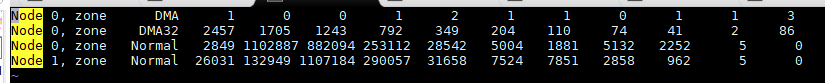 Node 0, zone DMA 1 0 0 1 2 1 1 0 1 1 3
Node 0, zone DMA32 2457 1705 1243 792 349 204 110 74 41 2 86
Node 0, zone Normal 2849 1102887 882094 253112 28542 5004 1881 5132 2252 5 0
Node 1, zone Normal 26031 132949 1107184 290057 31658 7524 7851 2858 962 5 0
~